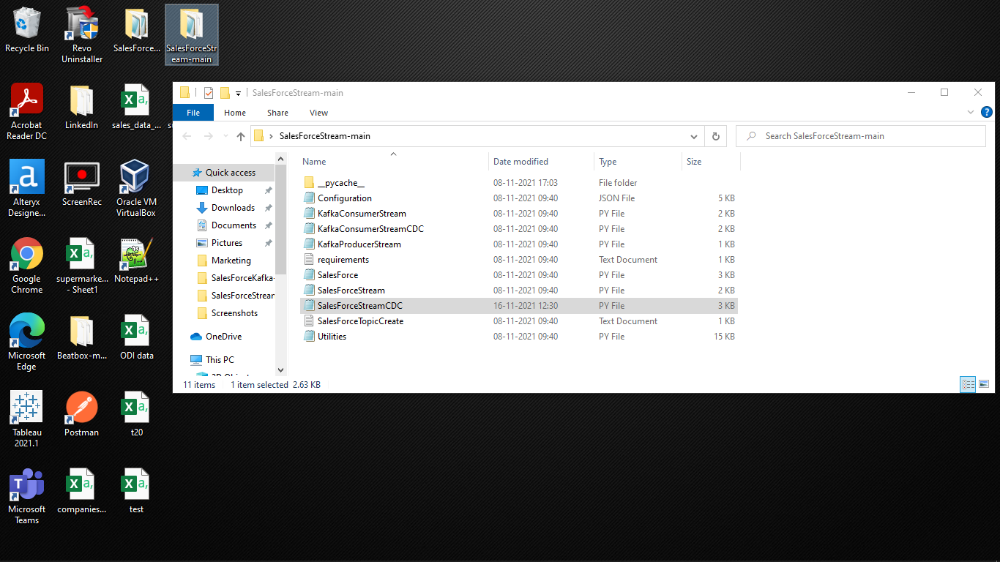 Recycle Bin
Revo
Uninstaller
SalesForce...
SalesForceStr
eam-main
Acrobat
Reader DC
LinkedIn
sales_data_...
Alteryx
Designe...
ScreenRec
Oracle VM
VirtualBox
Google
Chrome
supermarke...
- Sheet1
Notepad++
Microsoft
Edge
Beatbox-m...
ODI data
Tableau
2021.1
Postman
t20
Microsoft
Teams
companies...
test
SalesForceStream-main
File Home Share View
SalesForceStream-main
Search SalesForceStream-main
Quick access
Desktop
Downloads
Documents
Pictures
Marketing
SalesForceKafka-
SalesForceStream
Screenshots
OneDrive
This PC
3D Objects
Name Date modified Type Size
__pycache__ 08-11-2021 17:03 File folder
Configuration 08-11-2021 09:40 JSON File 5 KB
KafkaConsumerStream 08-11-2021 09:40 PY File 2 KB
KafkaConsumerStreamCDC 08-11-2021 09:40 PY File 2 KB
KafkaProducerStream 08-11-2021 09:40 PY File 1 KB
requirements 08-11-2021 09:40 Text Document 1 KB
SalesForce 08-11-2021 09:40 PY File 3 KB
SalesForceStream 08-11-2021 09:40 PY File 2 KB
SalesForceStreamCDC 16-11-2021 12:30 PY File 3 KB
SalesForceTopicCreate 08-11-2021 09:40 Text Document 1 KB
Utilities 08-11-2021 09:40 PY File 15 KB
11 items 1 item selected 2.63 KB